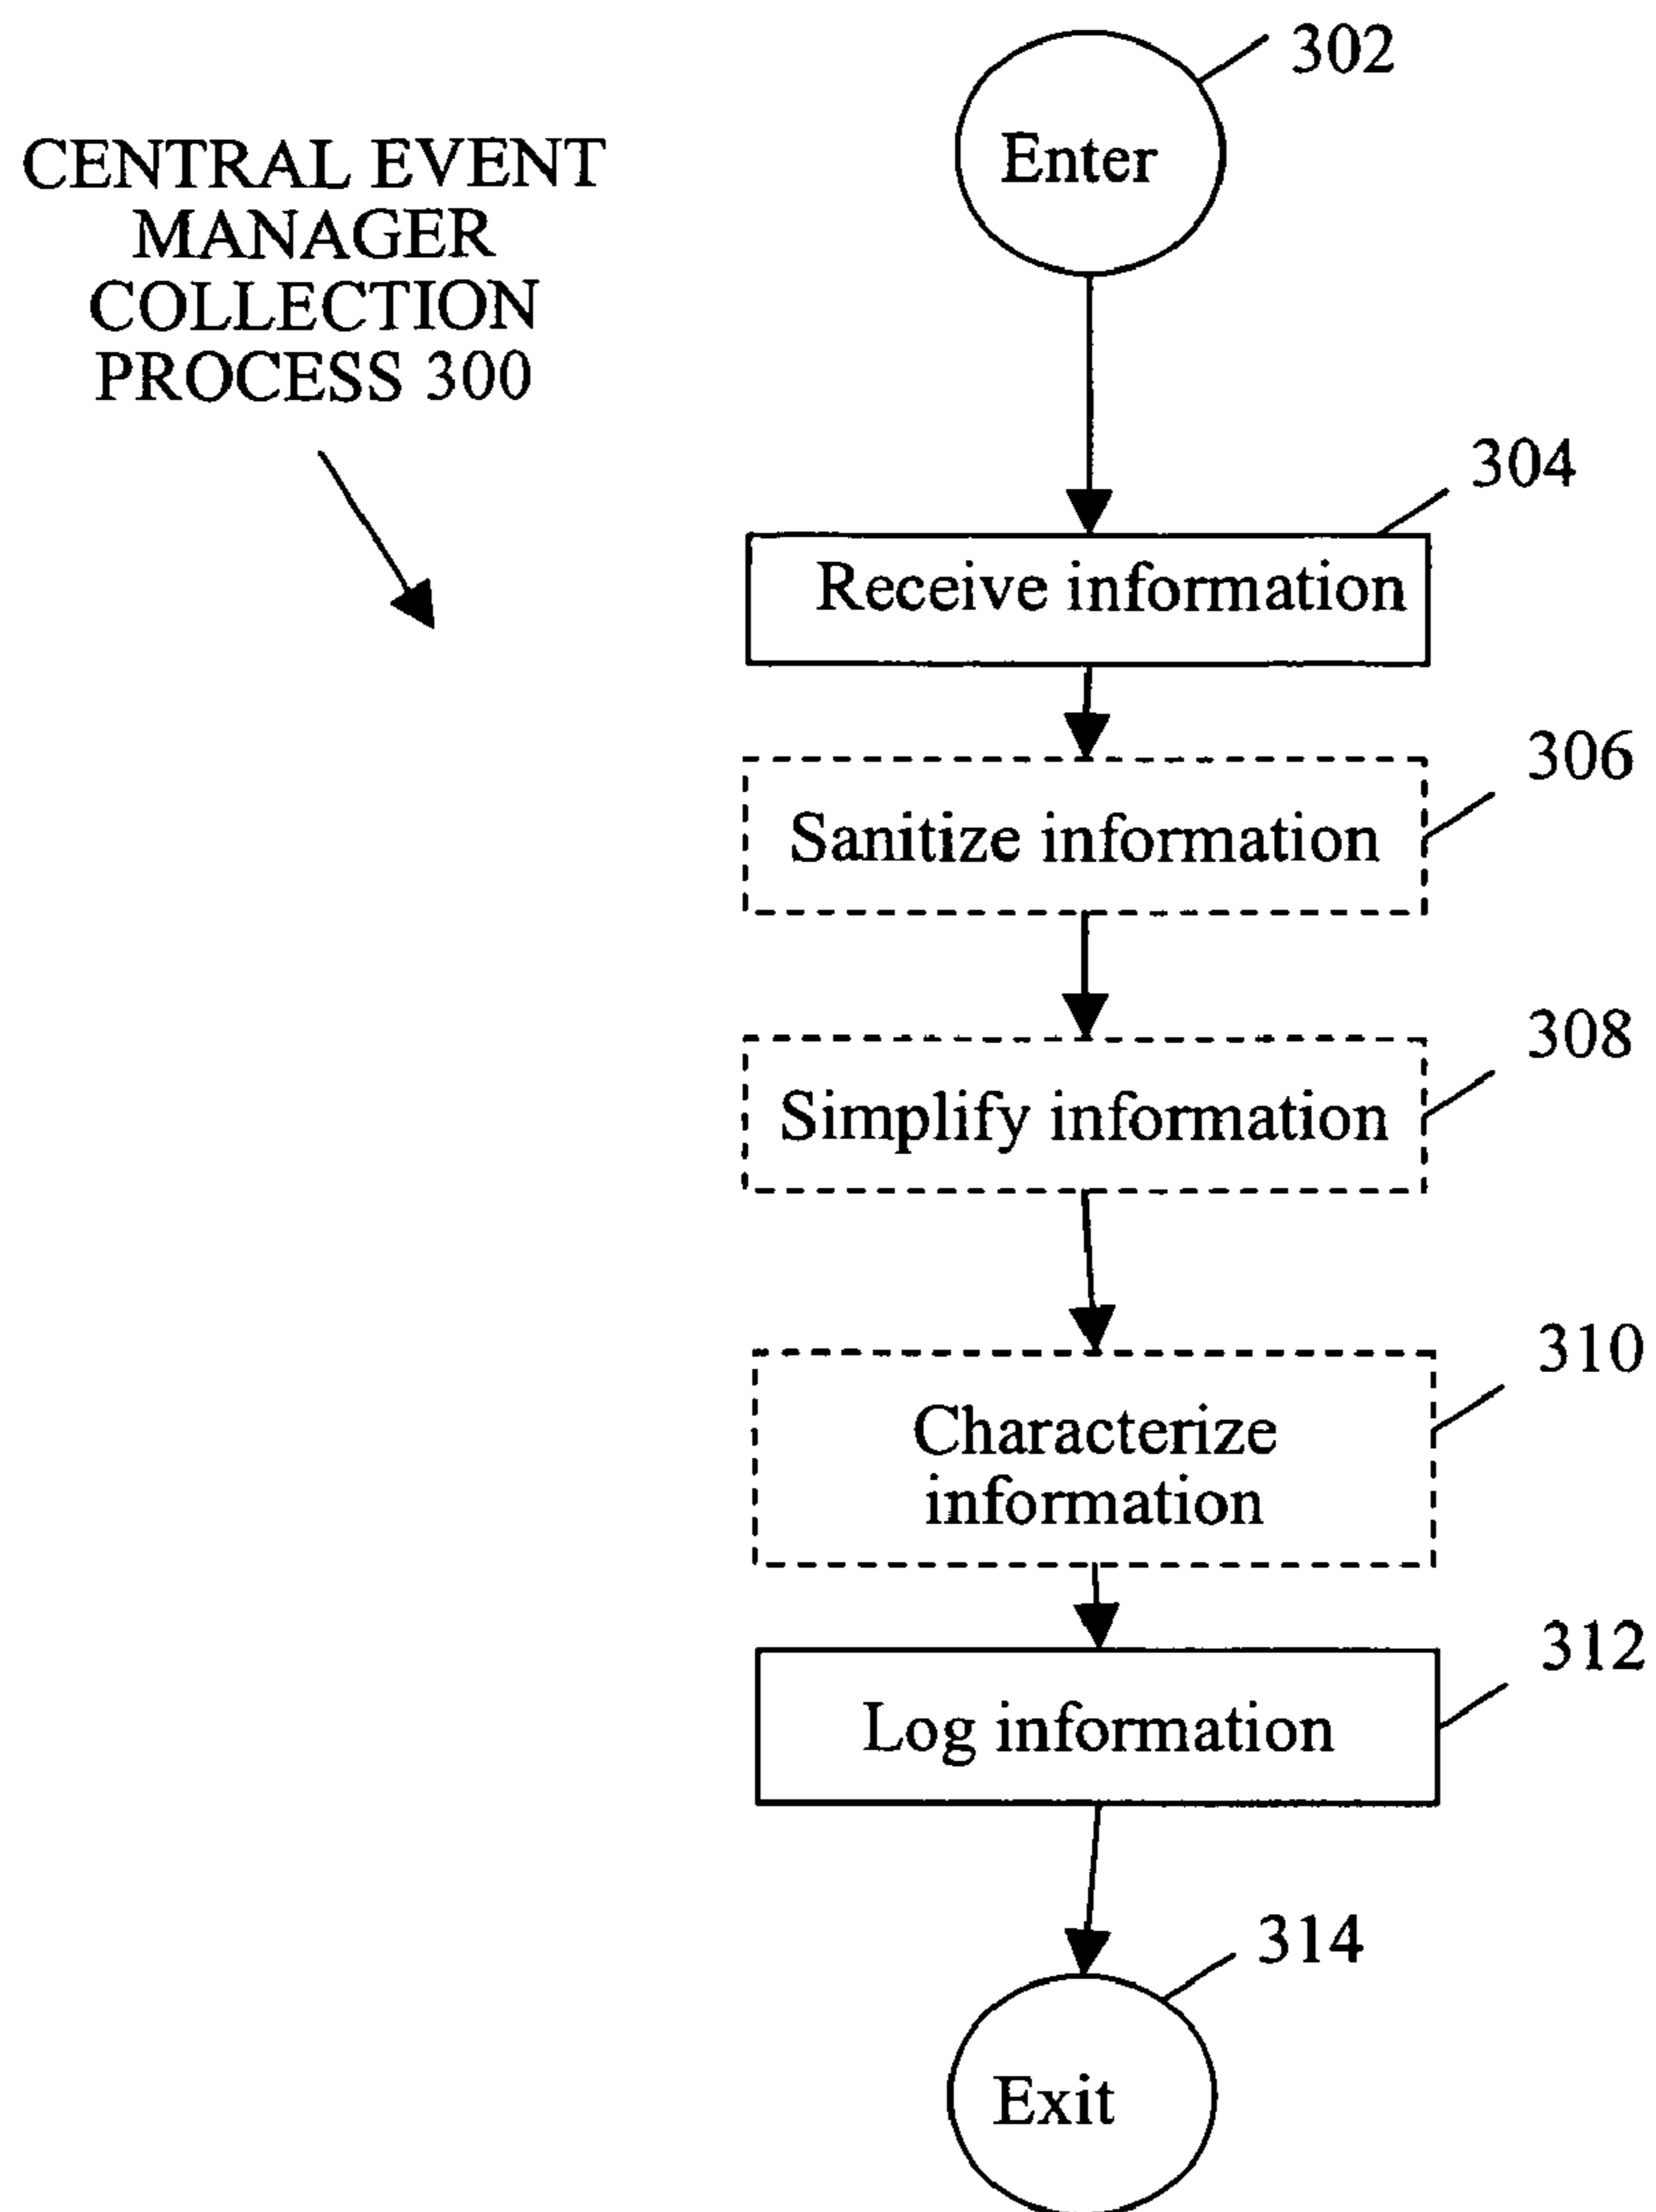 302
Enter
CENTRAL EVENT
MANAGER
COLLECTION
PROCESS 300
304
Receive information
306
Sanitize information
308
Simplify information
310
Characterize
information
312
Log information
314
Exit